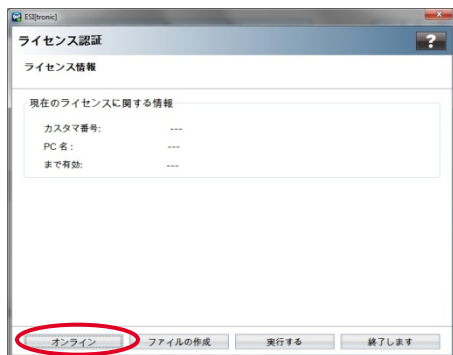 ESI[tronic]
ライセンス認証
?
ライセンス情報
現在のライセンスに関する情報
カスタマ番号: ---
PC 名 : ---
まで有効: ---
オンライン ファイルの作成 実行する 終了します